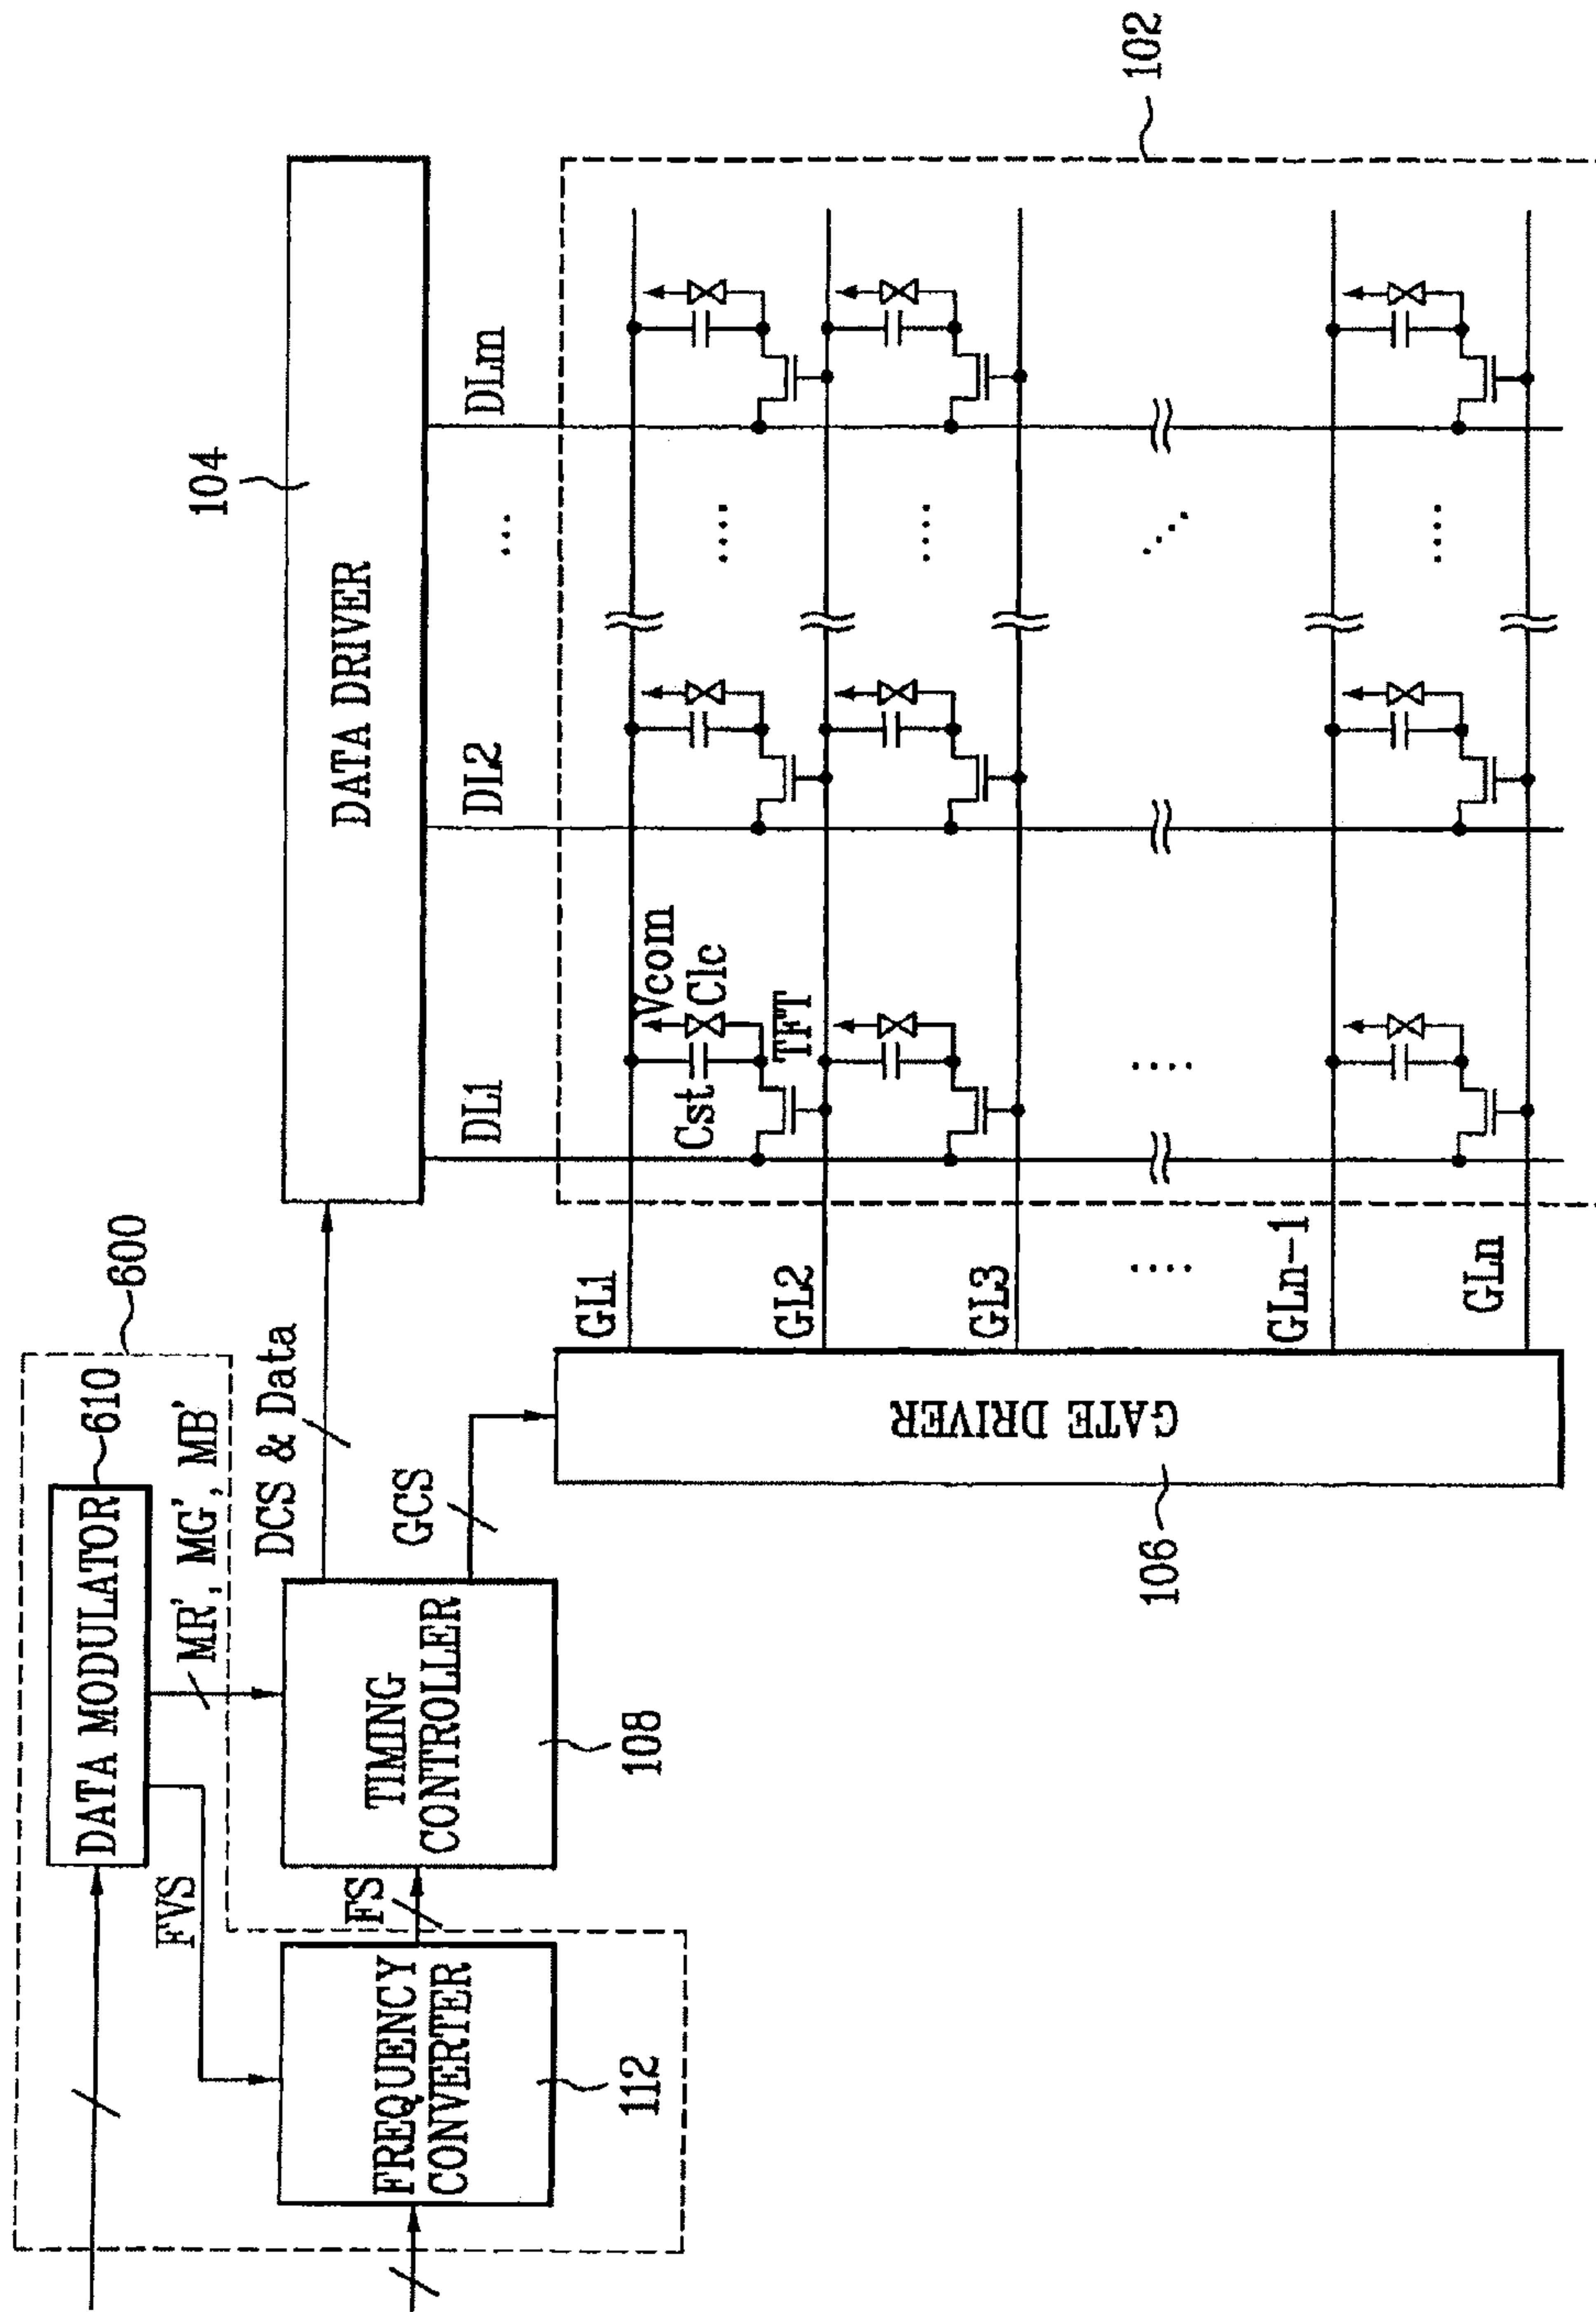 600
DATA MODULATOR
610
FVS
MR', MG', MB'
FREQUENCY
CONVERTER
112
FS
TIMING
CONTROLLER
108
DCS & Data
GCS
DATA DRIVER
104
DL1
DL2
...
DLm
GATE DRIVER
106
GL1
GL2
GL3
....
GLn-1
GLn
Vcom
Cst
Clc
TFT
102